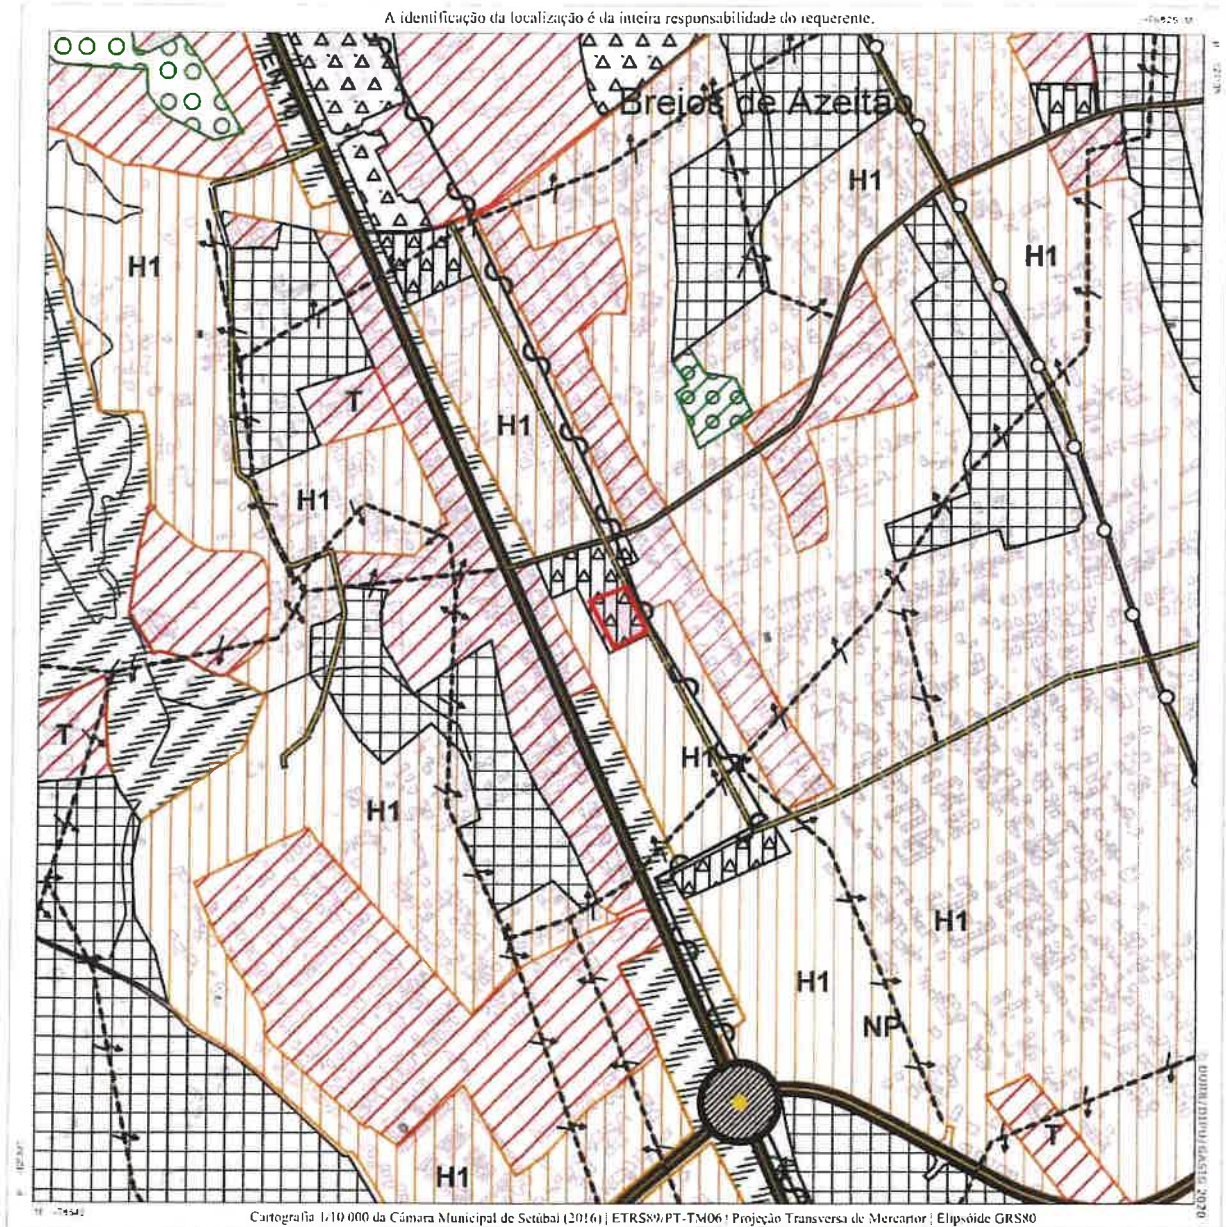 A identificação da localização é da inteira responsabilidade do requerente.
Brejos de Azeitão
H1
H1
H1
T
H1
H1
T
H1
H1
H1
H1
NP
T
H1
Cartografia 1/10 000 da Câmara Municipal de Setúbal (2016) | ETRS89/PT-TM06 | Projeção Transversa de Mercartor | Elipsóide GRS80